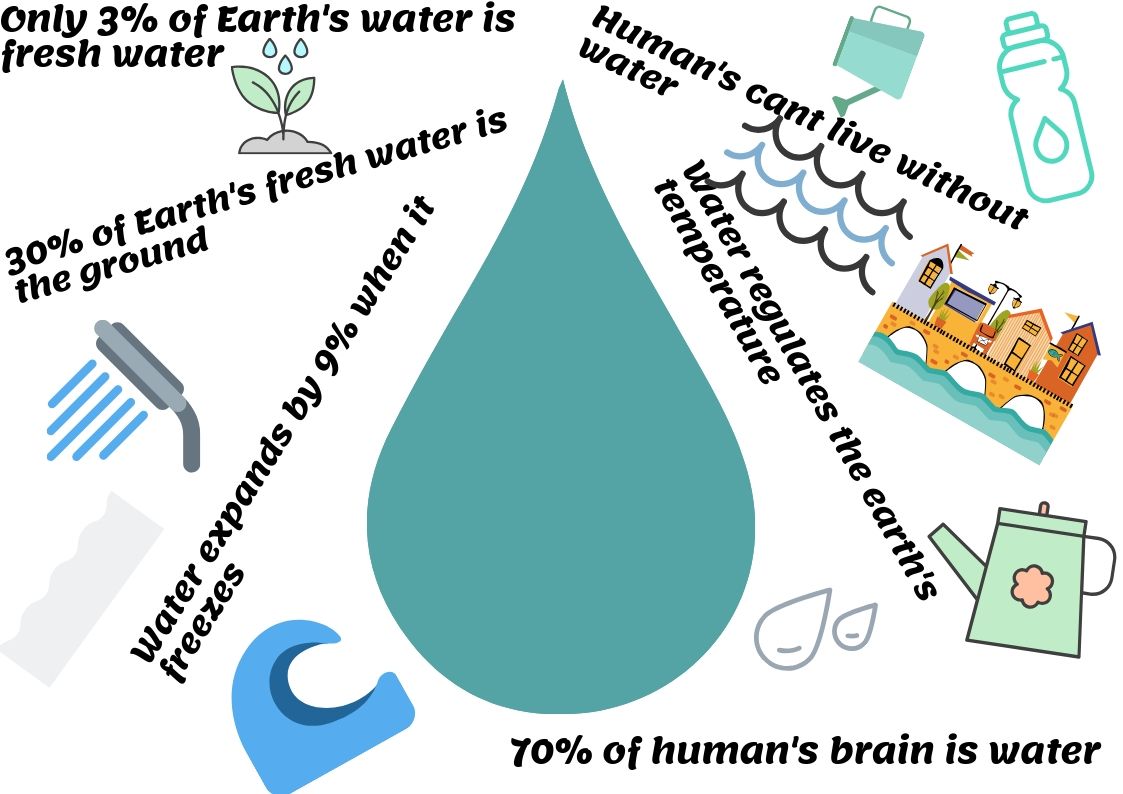 Only 3% of Earth's water is
fresh water
30% of Earth's fresh water is
the ground
Water expands by 9% when it
freezes
Human's cant live without
water
Water regulates the earth's
temperature
70% of human's brain is water